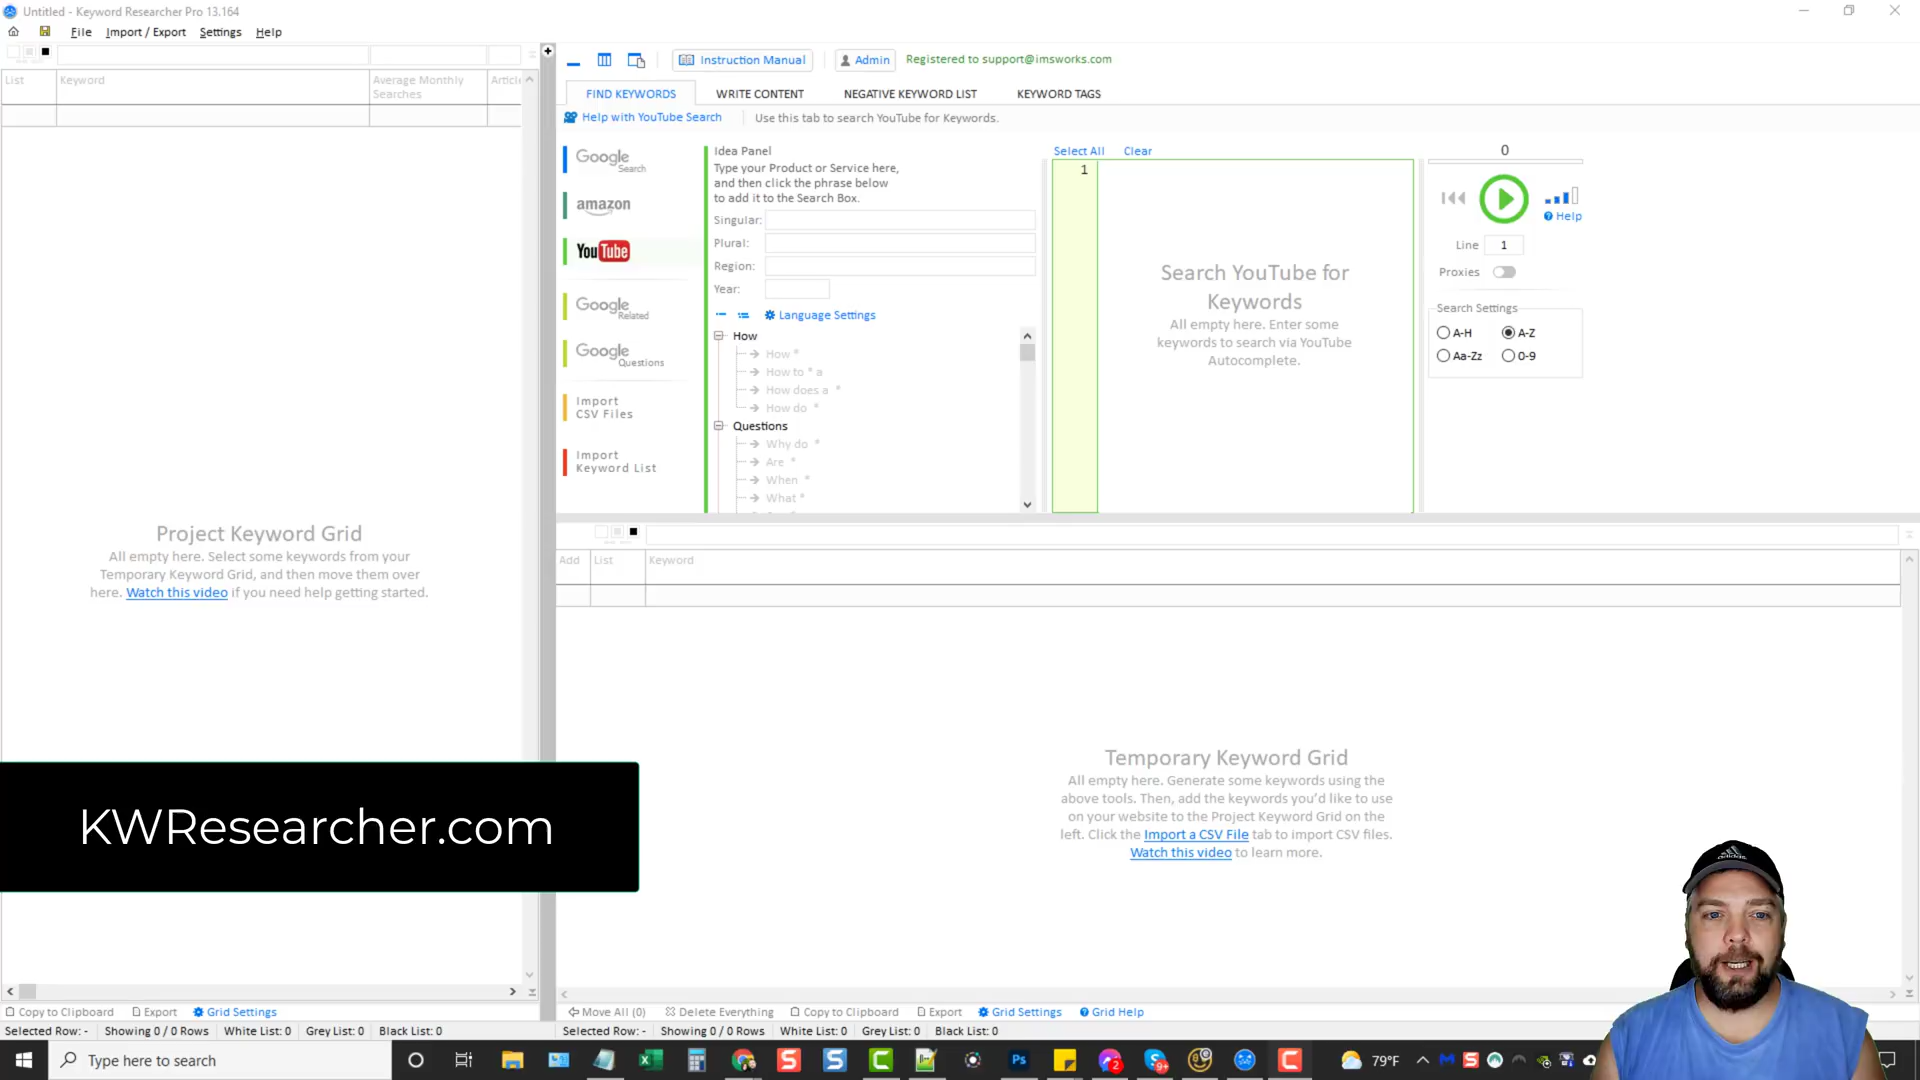 Untitled - Keyword Researcher Pro 13.164
File
Import / Export
Settings
Help
List
Keyword
Average Monthly
Searches
Project Keyword Grid
All empty here. Select some keywords from your
Temporary Keyword Grid, and then move them over
here. Watch this video if you need help getting started.
Copy to Clipboard
Export
Grid Settings
Selected Row: -
Showing 0 / 0 Rows
White List: 0
Grey List: 0
Black List: 0
Instruction Manual
Admin
Registered to support@imsworks.com
FIND KEYWORDS
WRITE CONTENT
NEGATIVE KEYWORD LIST
KEYWORD TAGS
Help with YouTube Search
Use this tab to search YouTube for Keywords.
Google
Search
amazon
YouTube
Google
Related
Google
Questions
Import
CSV Files
Import
Keyword List
Idea Panel
Type your Product or Service here,
and then click the phrase below
to add it to the Search Box.
Singular:
Plural:
Region:
Year:
Language Settings
How
How *
How to * a
How does a *
How do *
Questions
Why do *
Are *
When *
What *
Select All
Clear
1
Search YouTube for
Keywords
All empty here. Enter some
keywords to search via YouTube
Autocomplete.
0
Help
Line 1
Proxies
Search Settings
A-H
A-Z
Aa-Zz
0-9
Add
List
Keyword
Temporary Keyword Grid
All empty here. Generate some keywords using the
above tools. Then, add the keywords you'd like to use
on your website to the Project Keyword Grid on the
left. Click the Import a CSV File tab to import CSV files.
Watch this video to learn more.
Move All (0)
Delete Everything
Copy to Clipboard
Export
Grid Settings
Grid Help
Selected Row: -
Showing 0 / 0 Rows
White List: 0
Grey List: 0
Black List: 0
KWResearcher.com
adidas
Type here to search
Ps
2
9+
79°F